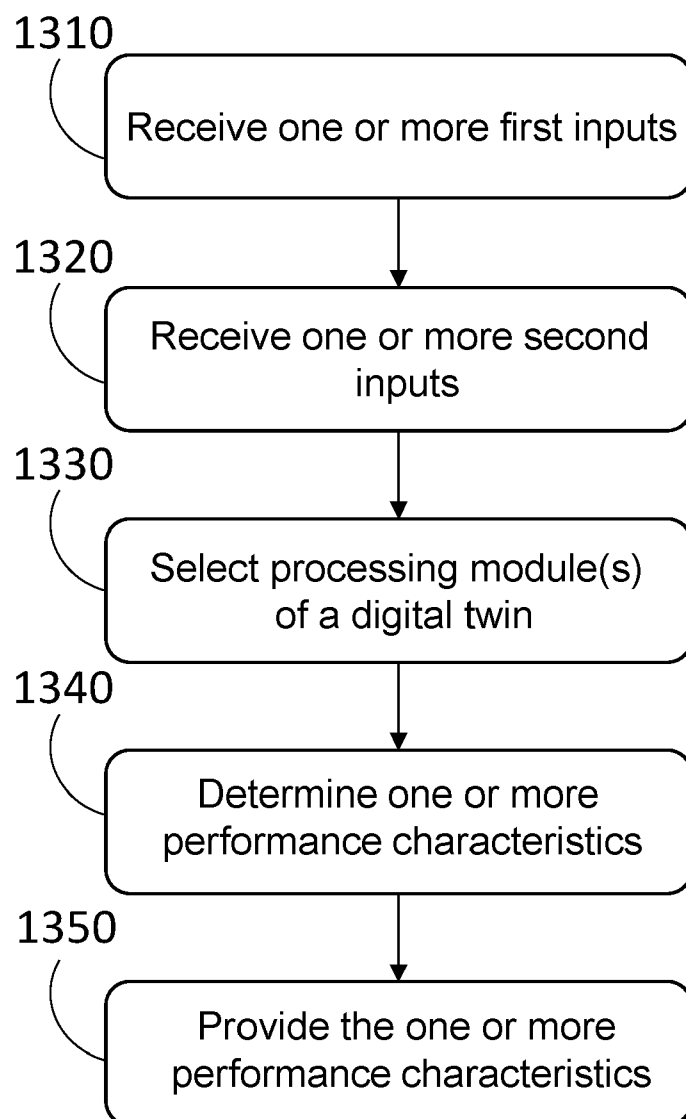 1310
Receive one or more first inputs
1320
Receive one or more second
inputs
1330
Select processing module(s)
of a digital twin
1340
Determine one or more
performance characteristics
1350
Provide the one or more
performance characteristics